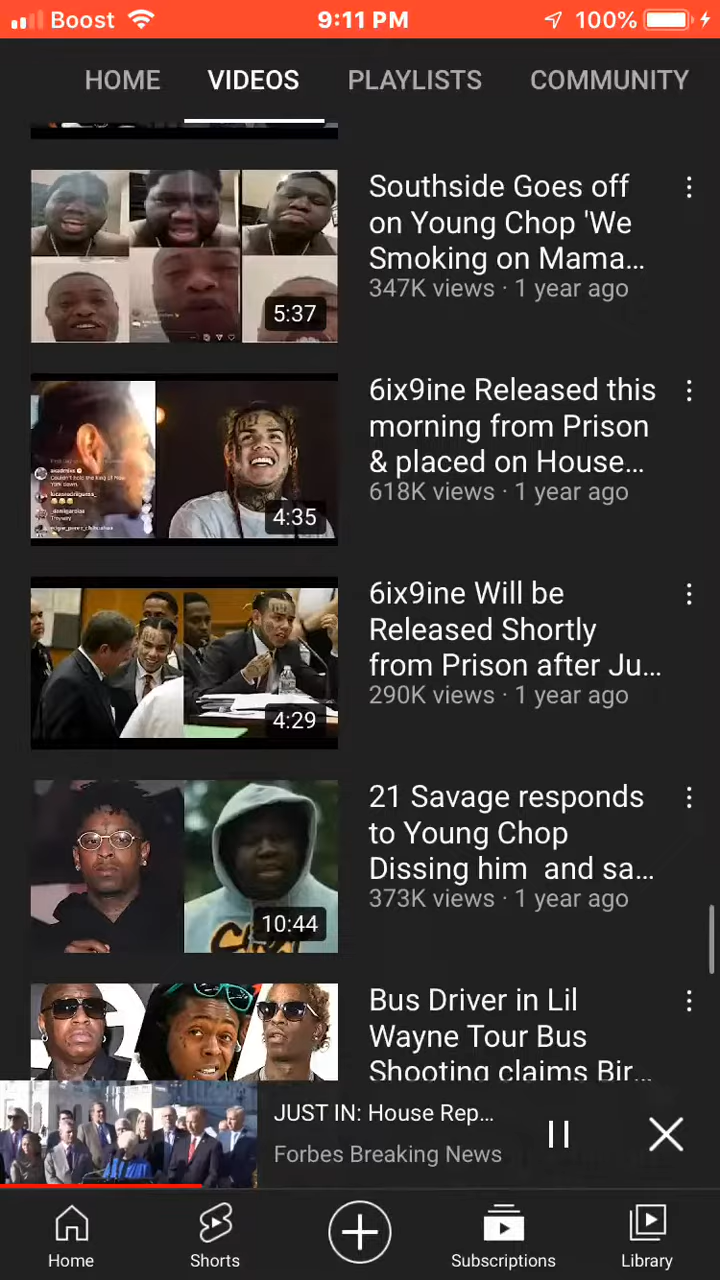 Boost 9:11 PM 100%
HOME VIDEOS PLAYLISTS COMMUNITY
Southside Goes off
on Young Chop 'We
Smoking on Mama...
347K views · 1 year ago
5:37
6ix9ine Released this
morning from Prison
& placed on House...
618K views · 1 year ago
4:35
6ix9ine Will be
Released Shortly
from Prison after Ju...
290K views · 1 year ago
4:29
21 Savage responds
to Young Chop
Dissing him and sa...
373K views · 1 year ago
10:44
Bus Driver in Lil
Wayne Tour Bus
Shooting claims Bir...
JUST IN: House Rep...
Forbes Breaking News
Home Shorts Subscriptions Library